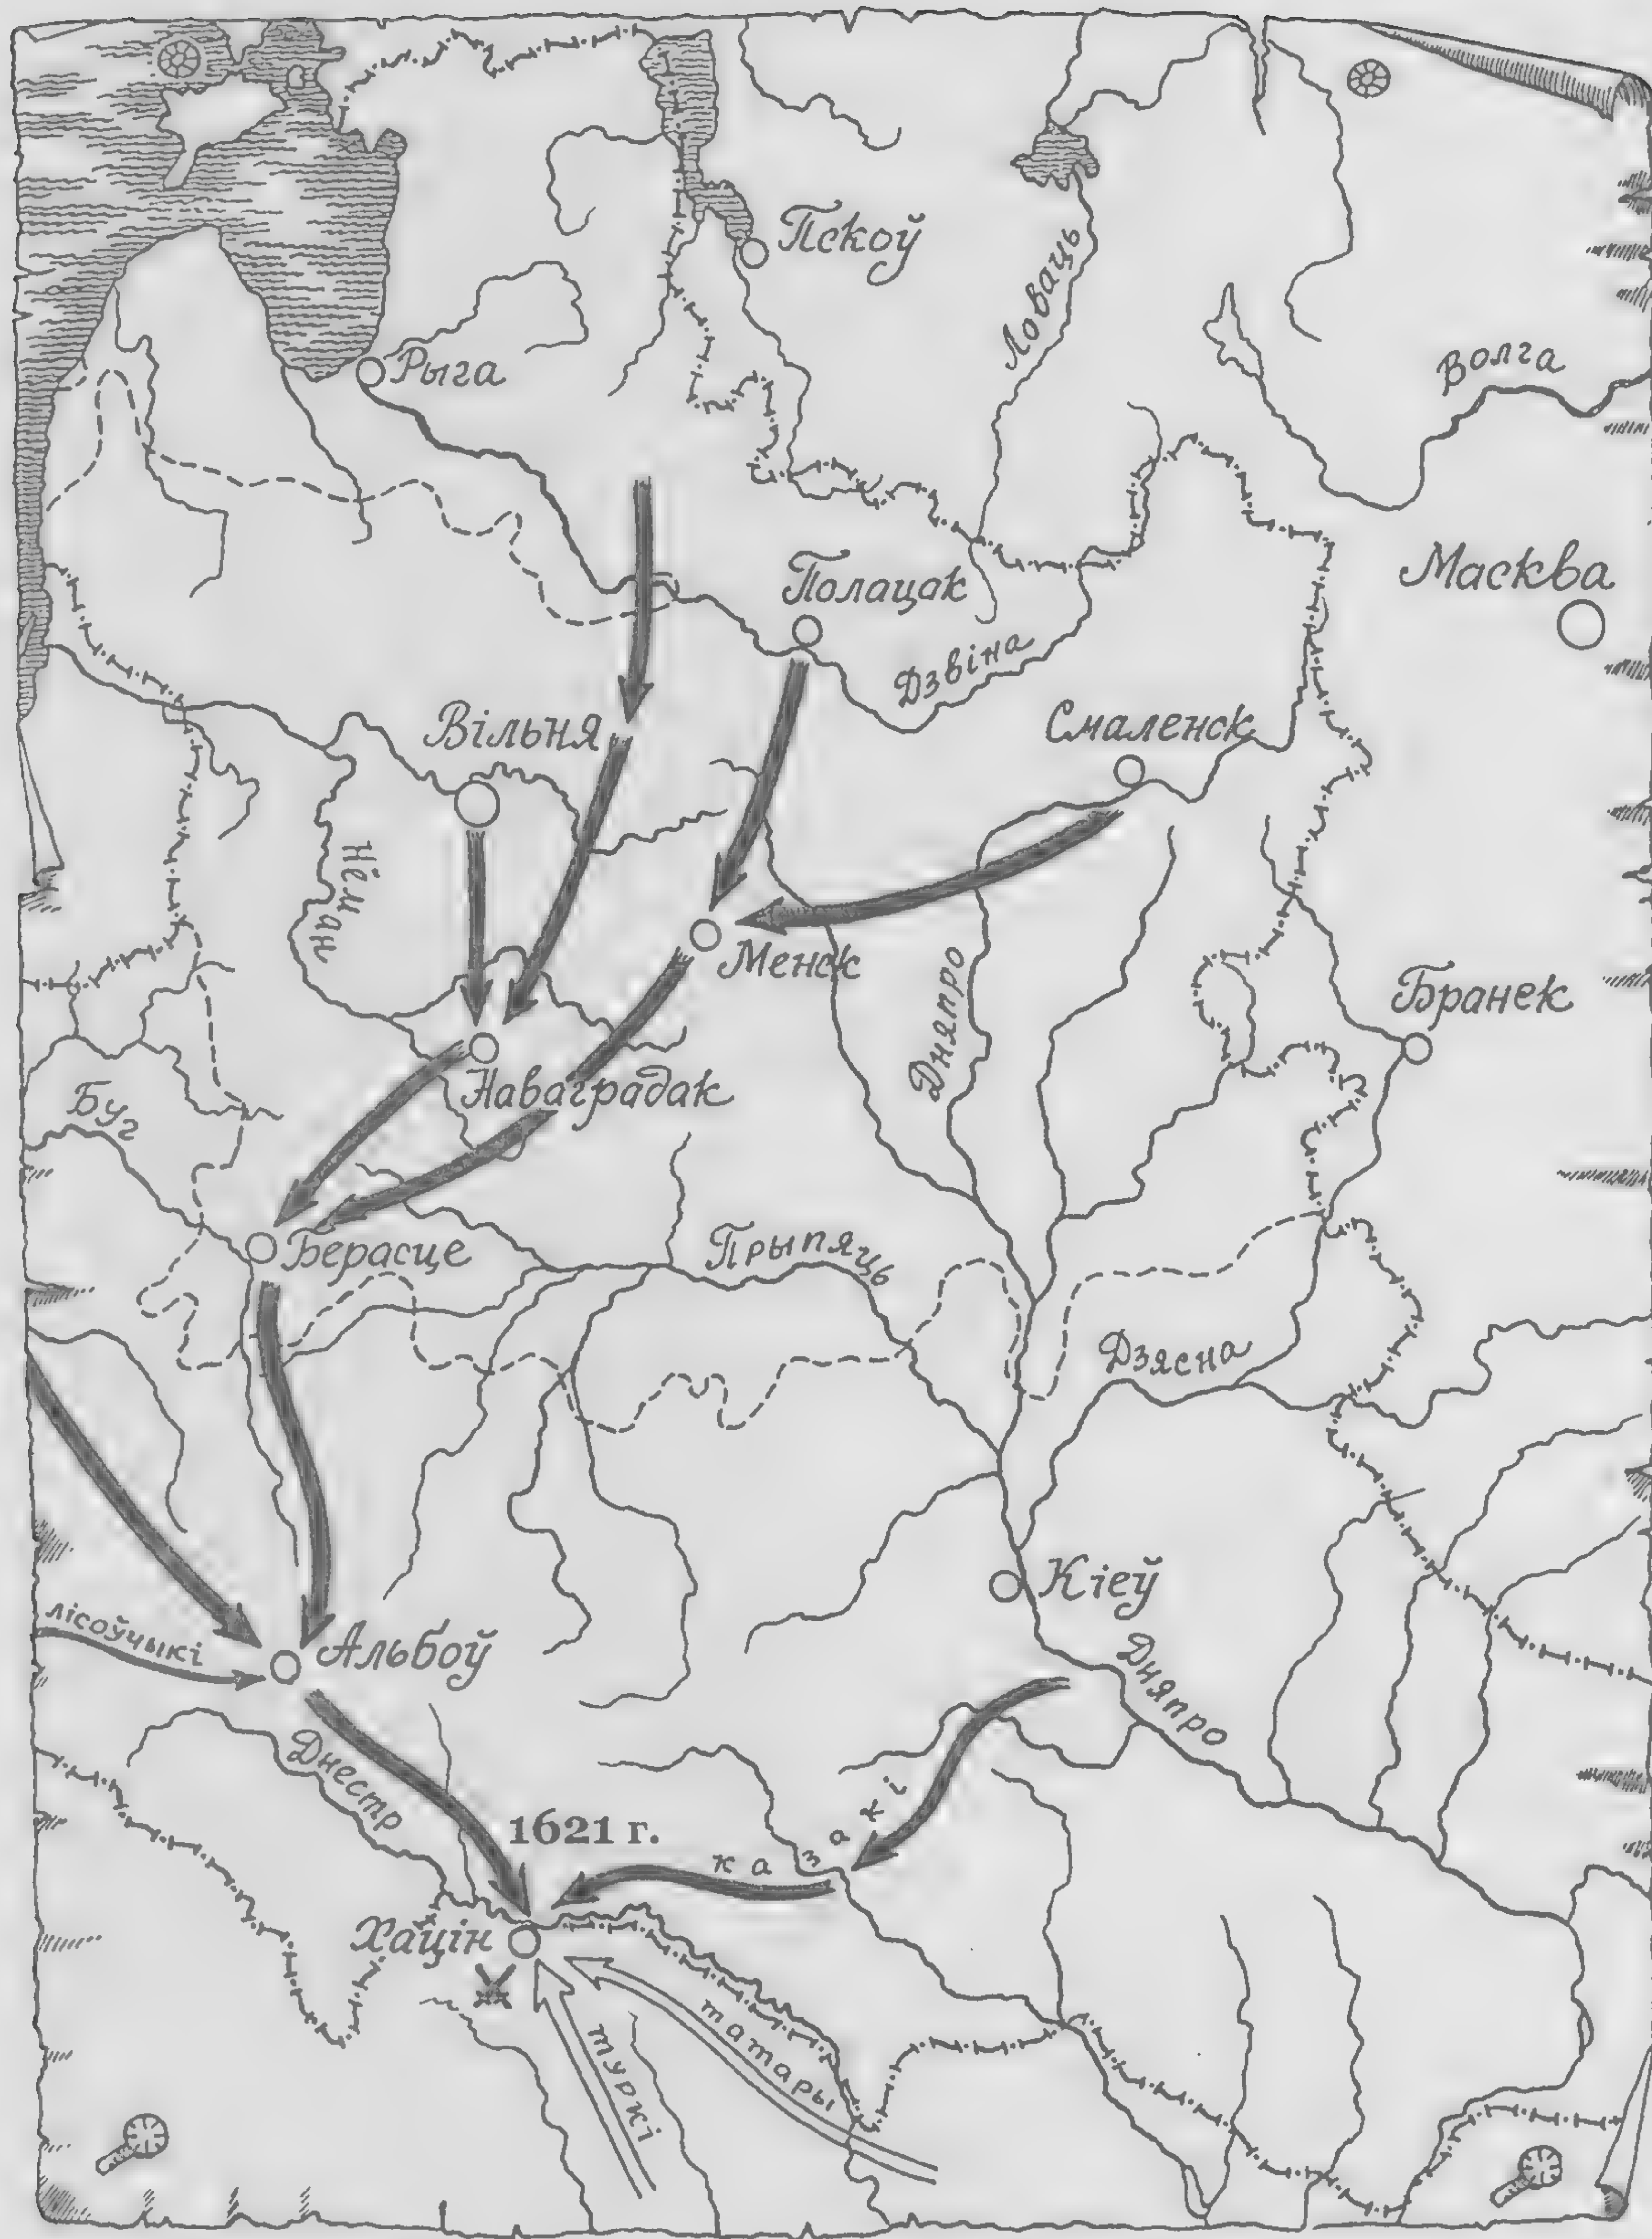 Пскоў
Ловаць
Рыга
Волга
Масква
Полацак
Дзвіна
Вільня
Смаленск
Нёман
Менск
Дняпро
Бранек
Наваградак
Буг
Берасце
Прыпяць
Дзясна
Кіеў
лісоўчыкі
Альбоў
Дняпро
Днестр
1621 г.
казакі
Хацін
татары
туркі